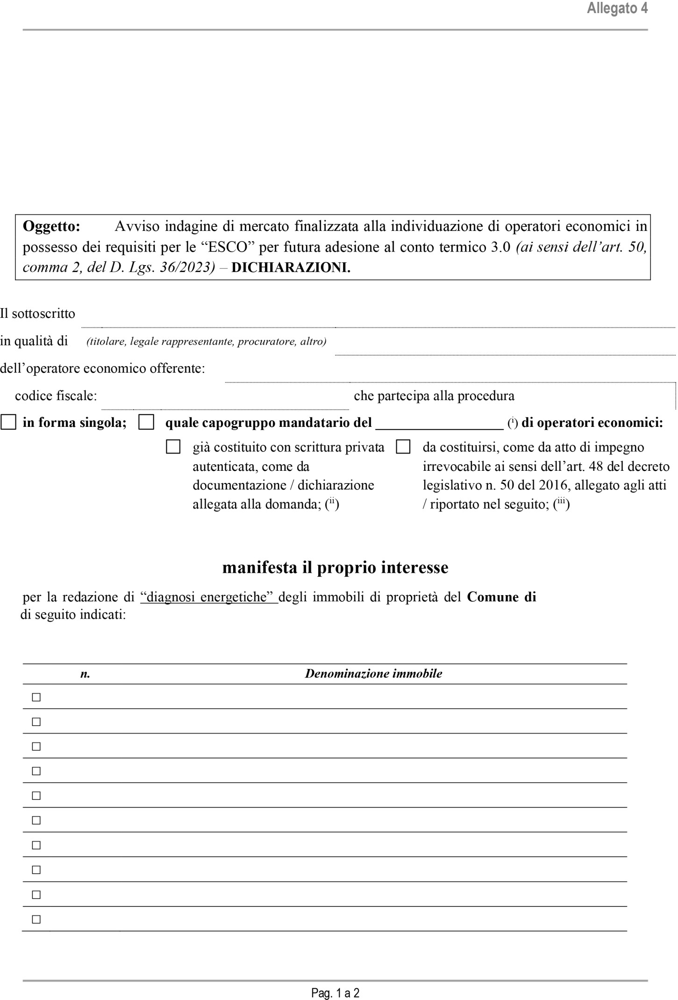 Allegato 4
Oggetto: Avviso indagine di mercato finalizzata alla individuazione di operatori economici in
possesso dei requisiti per le “ESCO” per futura adesione al conto termico 3.0 (ai sensi dell’art. 50,
comma 2, del D. Lgs. 36/2023) – DICHIARAZIONI.
Il sottoscritto
in qualità di (titolare, legale rappresentante, procuratore, altro)
dell’operatore economico offerente:
codice fiscale: che partecipa alla procedura
☐ in forma singola; ☐ quale capogruppo mandatario del __________________ (i) di operatori economici:
☐ già costituito con scrittura privata
autenticata, come da
documentazione / dichiarazione
allegata alla domanda; (ii)
☐ da costituirsi, come da atto di impegno
irrevocabile ai sensi dell’art. 48 del decreto
legislativo n. 50 del 2016, allegato agli atti
/ riportato nel seguito; (iii)
manifesta il proprio interesse
per la redazione di “diagnosi energetiche” degli immobili di proprietà del Comune di
di seguito indicati:
n. Denominazione immobile
☐
☐
☐
☐
☐
☐
☐
☐
☐
☐
Pag. 1 a 2